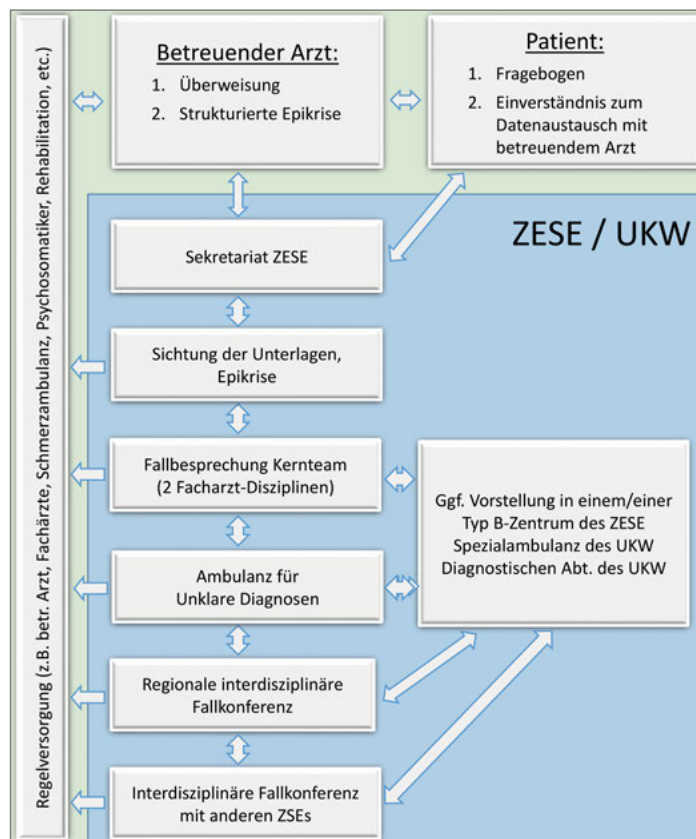 Regelversorgung (z.B. betr. Arzt, Fachärzte, Schmerzambulanz, Psychosomatiker, Rehabilitation, etc.)
Betreuender Arzt:
1. Überweisung
2. Strukturierte Epikrise
Patient:
1. Fragebogen
2. Einverständnis zum
Datenaustausch mit
betreuendem Arzt
ZESE / UKW
Sekretariat ZESE
Sichtung der Unterlagen,
Epikrise
Fallbesprechung Kernteam
(2 Facharzt-Disziplinen)
Ggf. Vorstellung in einem/einer
Typ B-Zentrum des ZESE
Spezialambulanz des UKW
Diagnostischen Abt. des UKW
Ambulanz für
Unklare Diagnosen
Regionale interdisziplinäre
Fallkonferenz
Interdisziplinäre Fallkonferenz
mit anderen ZSEs